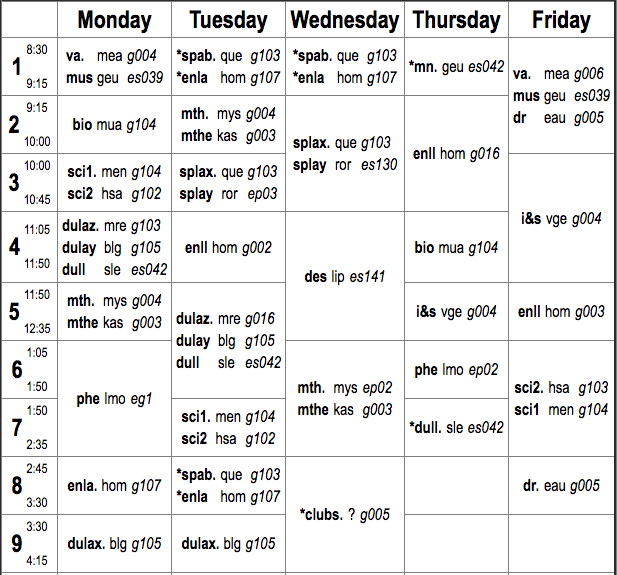 Monday Tuesday Wednesday Thursday Friday
1 8:30 9:15
va. mea g004
mus geu es039
*spab. que g103
*enla hom g107
*spab. que g103
*enla hom g107
*mn. geu es042
va. mea g006
mus geu es039
dr eau g005
2 9:15 10:00
bio mua g104
mth. mys g004
mthe kas g003
splax. que g103
splay ror es130
enll hom g016
3 10:00 10:45
sci1. men g104
sci2 hsa g102
splax. que g103
splay ror ep03
i&s vge g004
4 11:05 11:50
dulaz. mre g103
dulay blg g105
dull sle es042
enll hom g002
des lip es141
bio mua g104
5 11:50 12:35
mth. mys g004
mthe kas g003
dulaz. mre g016
dulay blg g105
dull sle es042
i&s vge g004
enll hom g003
6 1:05 1:50
phe lmo eg1
mth. mys ep02
mthe kas g003
phe lmo ep02
sci2. hsa g103
sci1 men g104
7 1:50 2:35
sci1. men g104
sci2 hsa g102
*dull. sle es042
8 2:45 3:30
enla. hom g107
*spab. que g103
*enla hom g107
*clubs. ? g005
dr. eau g005
9 3:30 4:15
dulax. blg g105
dulax. blg g105